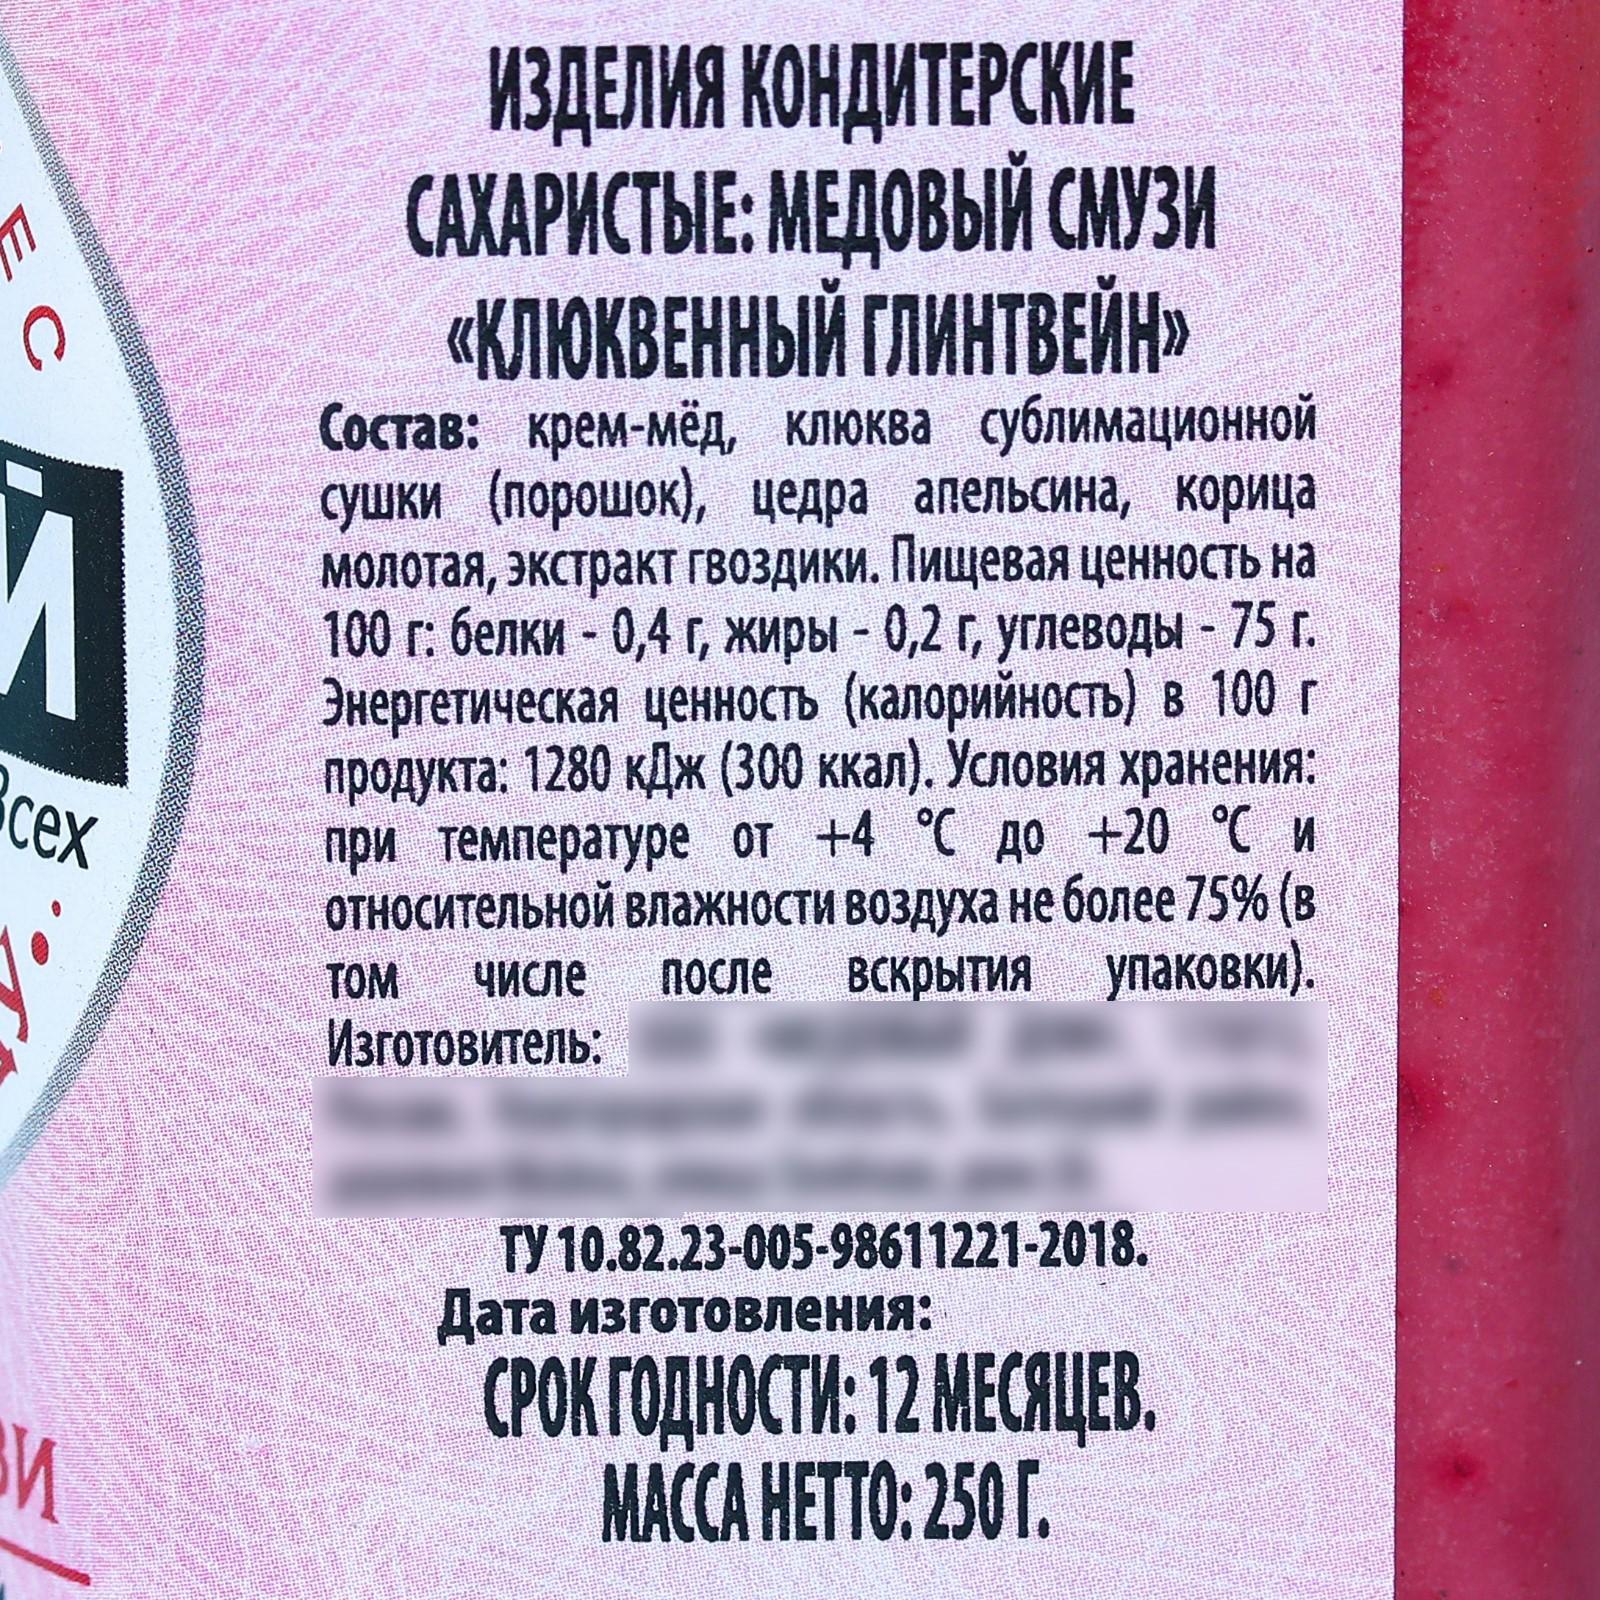 ИЗДЕЛИЯ КОНДИТЕРСКИЕ
САХАРИСТЫЕ: МЕДОВЫЙ СМУЗИ
«КЛЮКВЕННЫЙ ГЛИНТВЕЙН»
Состав: крем-мёд, клюква сублимационной
сушки (порошок), цедра апельсина, корица
молотая, экстракт гвоздики. Пищевая ценность на
100 г: белки - 0,4 г, жиры - 0,2 г, углеводы - 75 г.
Энергетическая ценность (калорийность) в 100 г
продукта: 1280 кДж (300 ккал). Условия хранения:
при температуре от +4 °С до +20 °С и
относительной влажности воздуха не более 75% (в
том числе после вскрытия упаковки).
Изготовитель:
ТУ 10.82.23-005-98611221-2018.
Дата изготовления:
СРОК ГОДНОСТИ: 12 МЕСЯЦЕВ.
МАССА НЕТТО: 250 Г.
ЕС
Й
Всех
ЗИ